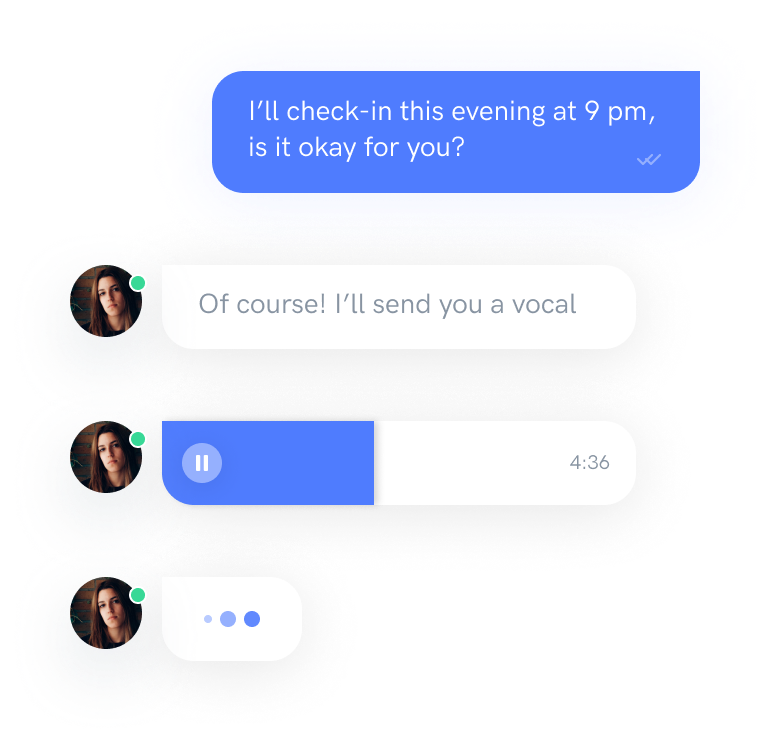 I’ll check-in this evening at 9 pm,
is it okay for you?
Of course! I’ll send you a vocal
4:36